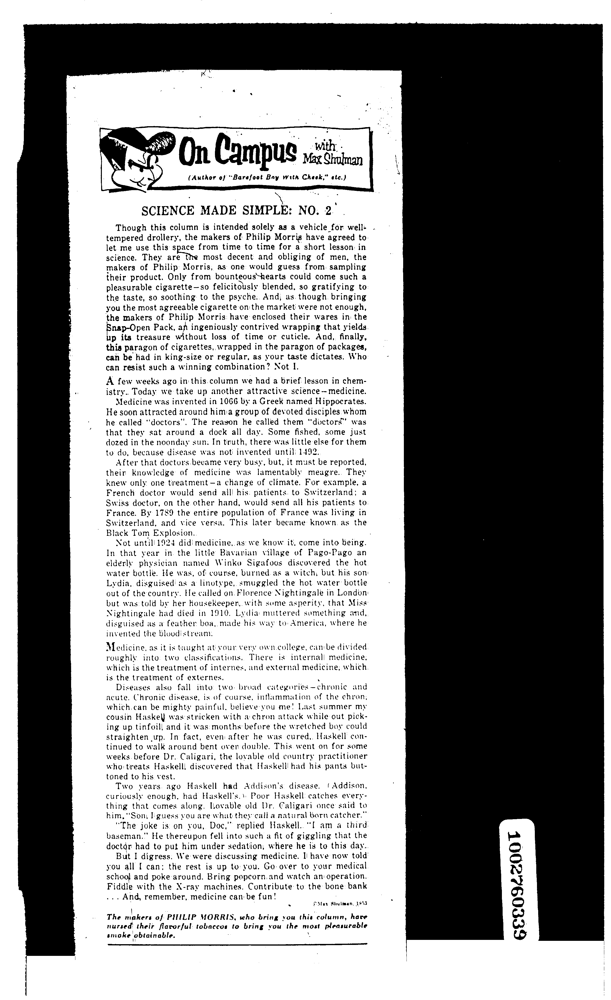 On Campus with
Max Shulman
(Author of "Barefoot Boy With Cheek," etc.)
SCIENCE MADE SIMPLE: NO. 2
Though this column is intended solely as a vehicle for well-
tempered drollery, the makers of Philip Morris have agreed to
let me use this space from time to time for a short lesson in
science. They are the most decent and obliging of men, the
makers of Philip Morris, as one would guess from sampling
their product. Only from bounteous hearts could come such a
pleasurable cigarette—so felicitously blended, so gratifying to
the taste, so soothing to the psyche. And, as though bringing
you the most agreeable cigarette on the market were not enough,
the makers of Philip Morris have enclosed their wares in the
Snap-Open Pack, an ingeniously contrived wrapping that yields
up its treasure without loss of time or cuticle. And, finally,
this paragon of cigarettes, wrapped in the paragon of packages,
can be had in king-size or regular, as your taste dictates. Who
can resist such a winning combination? Not I.
A few weeks ago in this column we had a brief lesson in chem-
istry. Today we take up another attractive science—medicine.
Medicine was invented in 1066 by a Greek named Hippocrates.
He soon attracted around him a group of devoted disciples whom
he called "doctors". The reason he called them "doctors" was
that they sat around a dock all day. Some fished, some just
dozed in the noonday sun. In truth, there was little else for them
to do, because disease was not invented until 1492.
After that doctors became very busy, but, it must be reported,
their knowledge of medicine was lamentably meagre. They
knew only one treatment—a change of climate. For example, a
French doctor would send all his patients to Switzerland; a
Swiss doctor, on the other hand, would send all his patients to
France. By 1789 the entire population of France was living in
Switzerland, and vice versa. This later became known as the
Black Tom Explosion.
Not until 1924 did medicine, as we know it, come into being.
In that year in the little Bavarian village of Pago-Pago an
elderly physician named Winko Sigafoos discovered the hot
water bottle. He was, of course, burned as a witch, but his son
Lydia, disguised as a linotype, smuggled the hot water bottle
out of the country. He called on Florence Nightingale in London
but was told by her housekeeper, with some asperity, that Miss
Nightingale had died in 1910. Lydia muttered something and,
disguised as a feather boa, made his way to America, where he
invented the blood stream.
Medicine, as it is taught at your very own college, can be divided
roughly into two classifications. There is internal medicine,
which is the treatment of internes, and external medicine, which
is the treatment of externes.
Diseases also fall into two broad categories—chronic and
acute. Chronic disease, is of course, inflammation of the chron,
which can be mighty painful, believe you me! Last summer my
cousin Haskell was stricken with a chron attack while out pick-
ing up tinfoil, and it was months before the wretched boy could
straighten up. In fact, even after he was cured, Haskell con-
tinued to walk around bent over double. This went on for some
weeks before Dr. Caligari, the lovable old country practitioner
who treats Haskell, discovered that Haskell had his pants but-
toned to his vest.
Two years ago Haskell had Addison's disease. (Addison,
curiously enough, had Haskell's.) Poor Haskell catches every-
thing that comes along. Lovable old Dr. Caligari once said to
him, "Son, I guess you are what they call a natural born catcher."
"The joke is on you, Doc," replied Haskell. "I am a third
baseman." He thereupon fell into such a fit of giggling that the
doctor had to put him under sedation, where he is to this day.
But I digress. We were discussing medicine. I have now told
you all I can; the rest is up to you. Go over to your medical
school and poke around. Bring popcorn and watch an operation.
Fiddle with the X-ray machines. Contribute to the bone bank
. . . And, remember, medicine can be fun!
©Max Shulman, 1955
The makers of PHILIP MORRIS, who bring you this column, have
nursed their flavorful tobaccos to bring you the most pleasurable
smoke obtainable.
1002760339